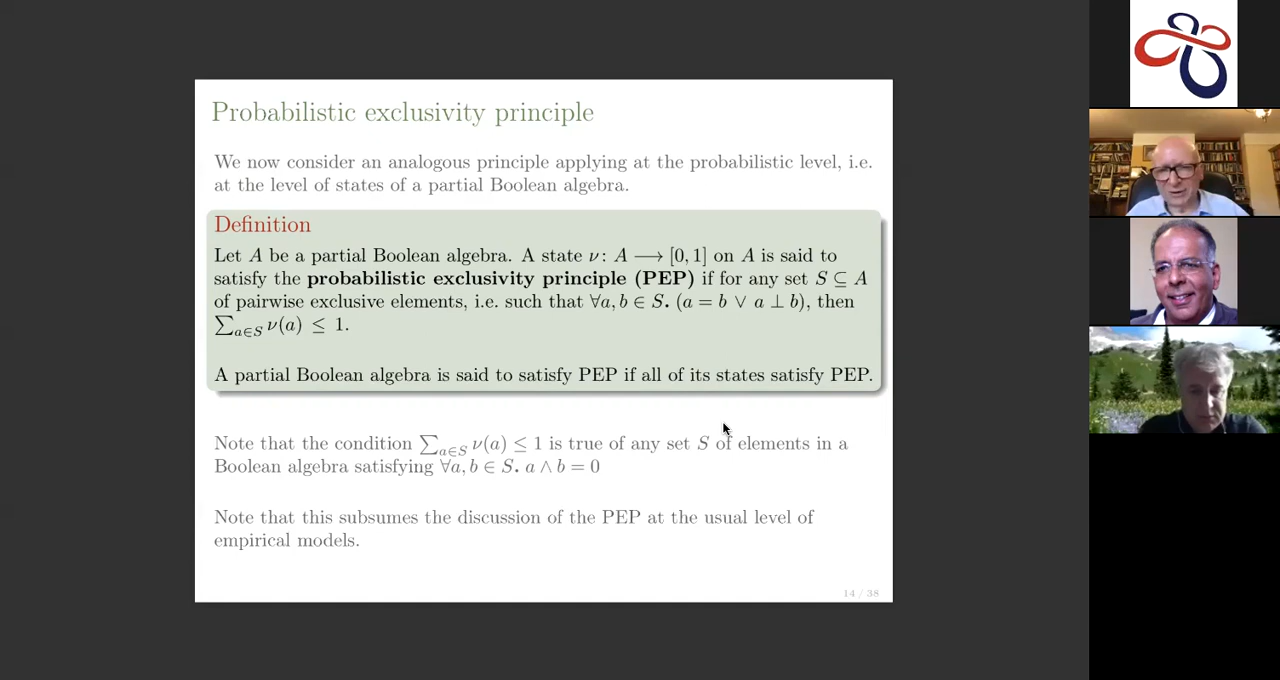 Probabilistic exclusivity principle
We now consider an analogous principle applying at the probabilistic level, i.e.
at the level of states of a partial Boolean algebra.
Definition
Let A be a partial Boolean algebra. A state ν: A ⟶ [0, 1] on A is said to
satisfy the probabilistic exclusivity principle (PEP) if for any set S ⊆ A
of pairwise exclusive elements, i.e. such that ∀a, b ∈ S. (a = b ∨ a ⊥ b), then
∑a∈S ν(a) ≤ 1.
A partial Boolean algebra is said to satisfy PEP if all of its states satisfy PEP.
Note that the condition ∑a∈S ν(a) ≤ 1 is true of any set S of elements in a
Boolean algebra satisfying ∀a, b ∈ S. a ∧ b = 0
Note that this subsumes the discussion of the PEP at the usual level of
empirical models.
14 / 38